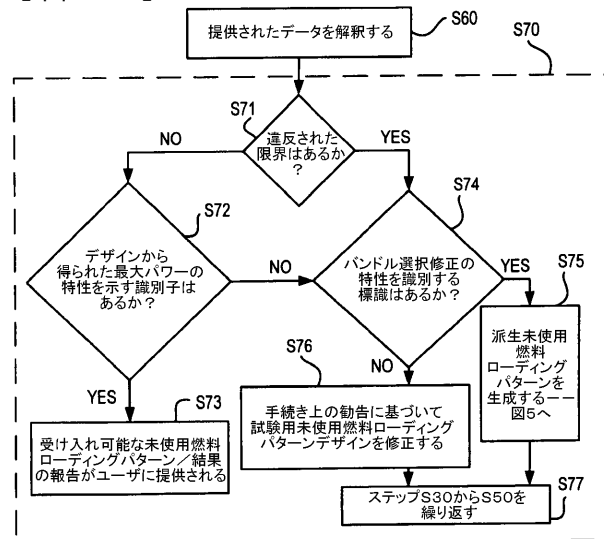 提供されたデータを解釈する
S60
S70
S71
違反された
限界はあるか
?
NO
YES
S72
デザインから
得られた最大パワーの
特性を示す識別子は
あるか?
NO
YES
S74
バンドル選択修正の
特性を識別する
標識はあるか?
YES
NO
S75
派生未使用
燃料
ローディング
パターンを
生成するーー
図5へ
S73
受け入れ可能な未使用燃料
ローディングパターン/結果
の報告がユーザに提供される
S76
手続き上の勧告に基づいて
試験用未使用燃料ローディング
パターンデザインを修正する
S77
ステップS30からS50を
繰り返す